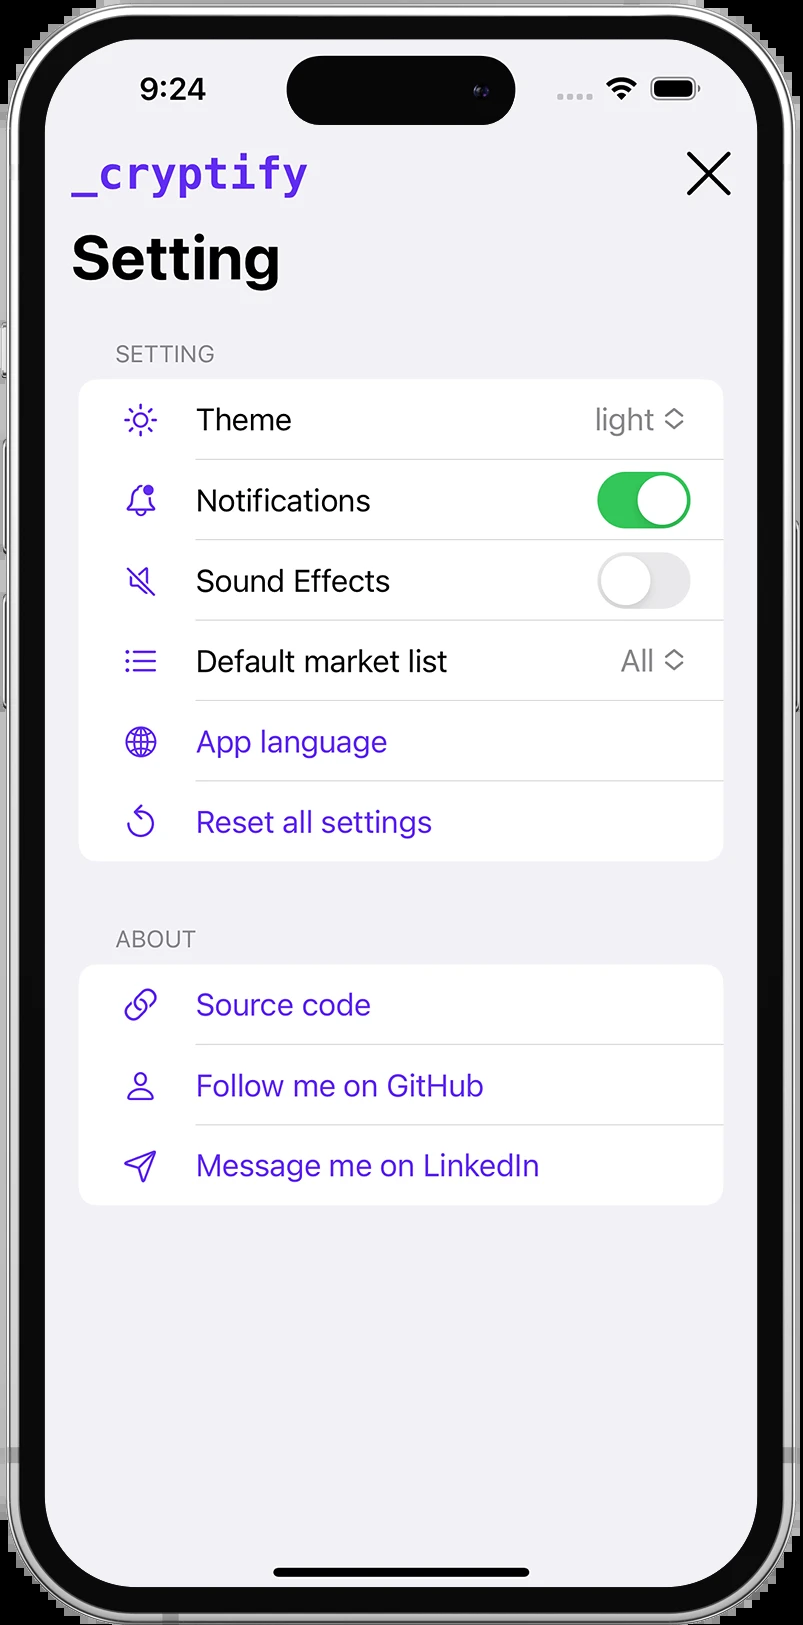 9:24
_cryptify
Setting
SETTING
Theme light
Notifications
Sound Effects
Default market list All
App language
Reset all settings
ABOUT
Source code
Follow me on GitHub
Message me on LinkedIn